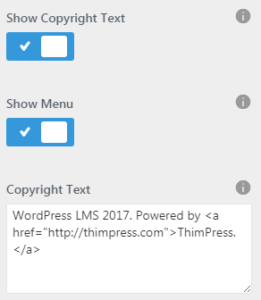 Show Copyright Text
Show Menu
Copyright Text
WordPress LMS 2017. Powered by <a
href="http://thimpress.com">ThimPress.
</a>